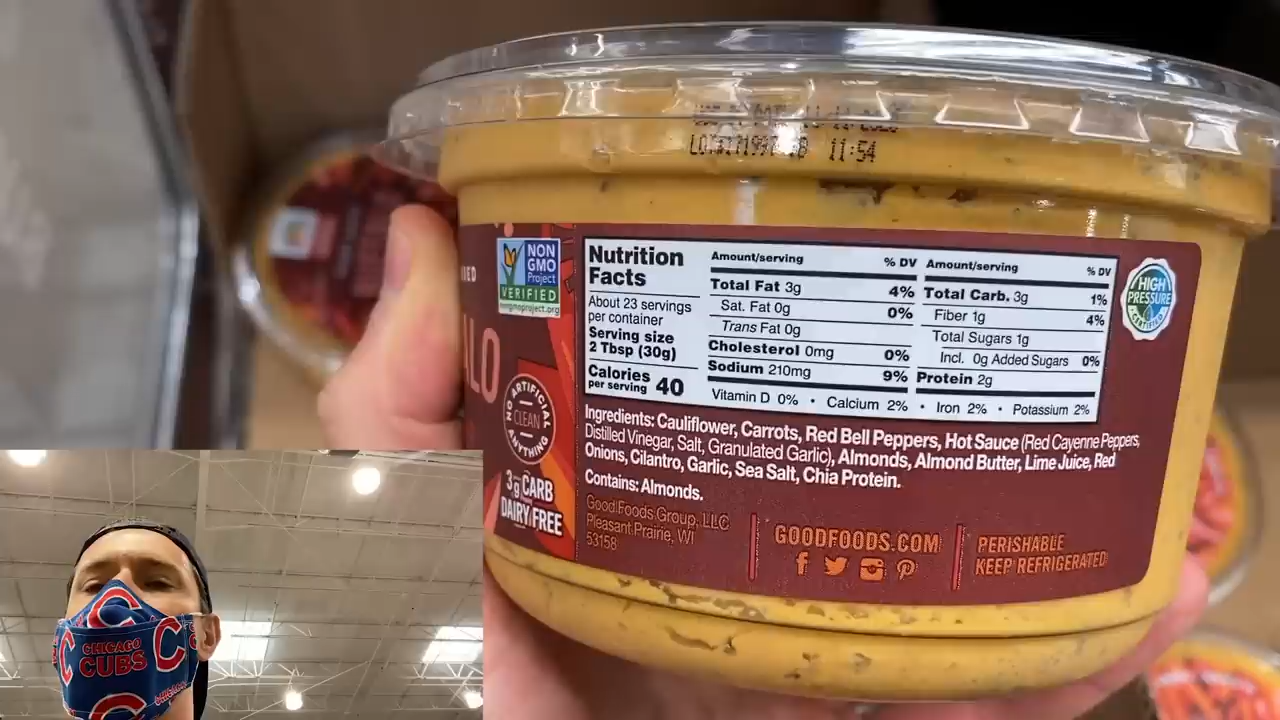 11:54
NON
GMO
Project
VERIFIED
nongmoproject.org
LO
NO ARTIFICIAL ANYTHING
CLEAN
3g CARB
DAIRY FREE
Nutrition
Facts
About 23 servings
per container
Serving size
2 Tbsp (30g)
Calories
per serving 40
Amount/serving % DV
Total Fat 3g 4%
Sat. Fat 0g 0%
Trans Fat 0g
Cholesterol 0mg 0%
Sodium 210mg 9%
Amount/serving % DV
Total Carb. 3g 1%
Fiber 1g 4%
Total Sugars 1g
Incl. 0g Added Sugars 0%
Protein 2g
Vitamin D 0% • Calcium 2% • Iron 2% • Potassium 2%
HIGH
PRESSURE
CERTIFIED
Ingredients: Cauliflower, Carrots, Red Bell Peppers, Hot Sauce (Red Cayenne Peppers,
Distilled Vinegar, Salt, Granulated Garlic), Almonds, Almond Butter, Lime Juice, Red
Onions, Cilantro, Garlic, Sea Salt, Chia Protein.
Contains: Almonds.
Good Foods Group, LLC
Pleasant Prairie, WI
53158
GOODFOODS.COM
PERISHABLE
KEEP REFRIGERATED
CHICAGO
CUBS